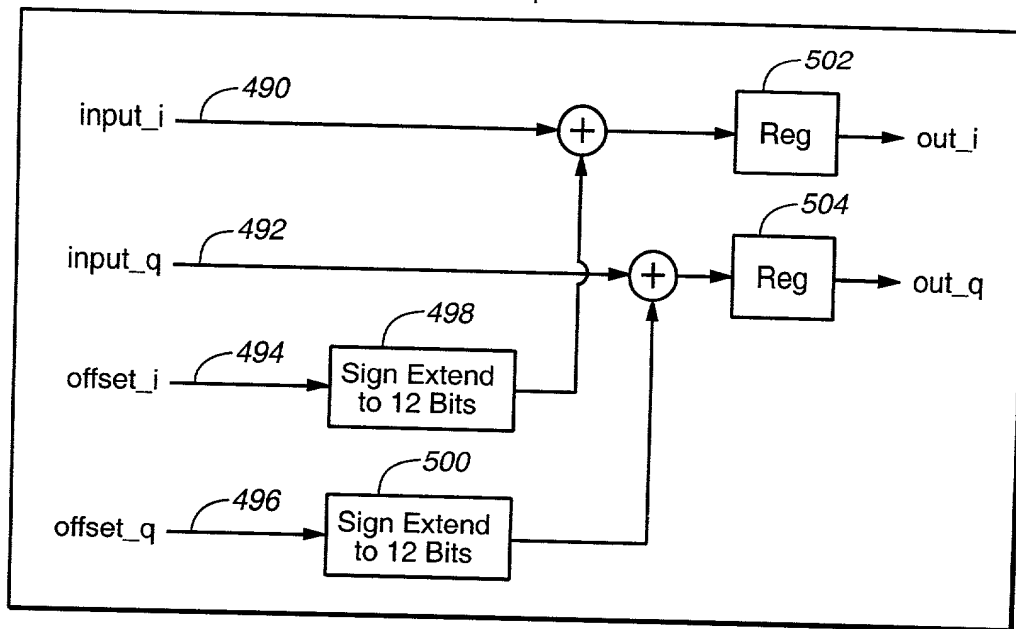 502
490
input_i
+
Reg
out_i
504
492
input_q
+
Reg
out_q
498
494
offset_i
Sign Extend
to 12 Bits
500
496
offset_q
Sign Extend
to 12 Bits